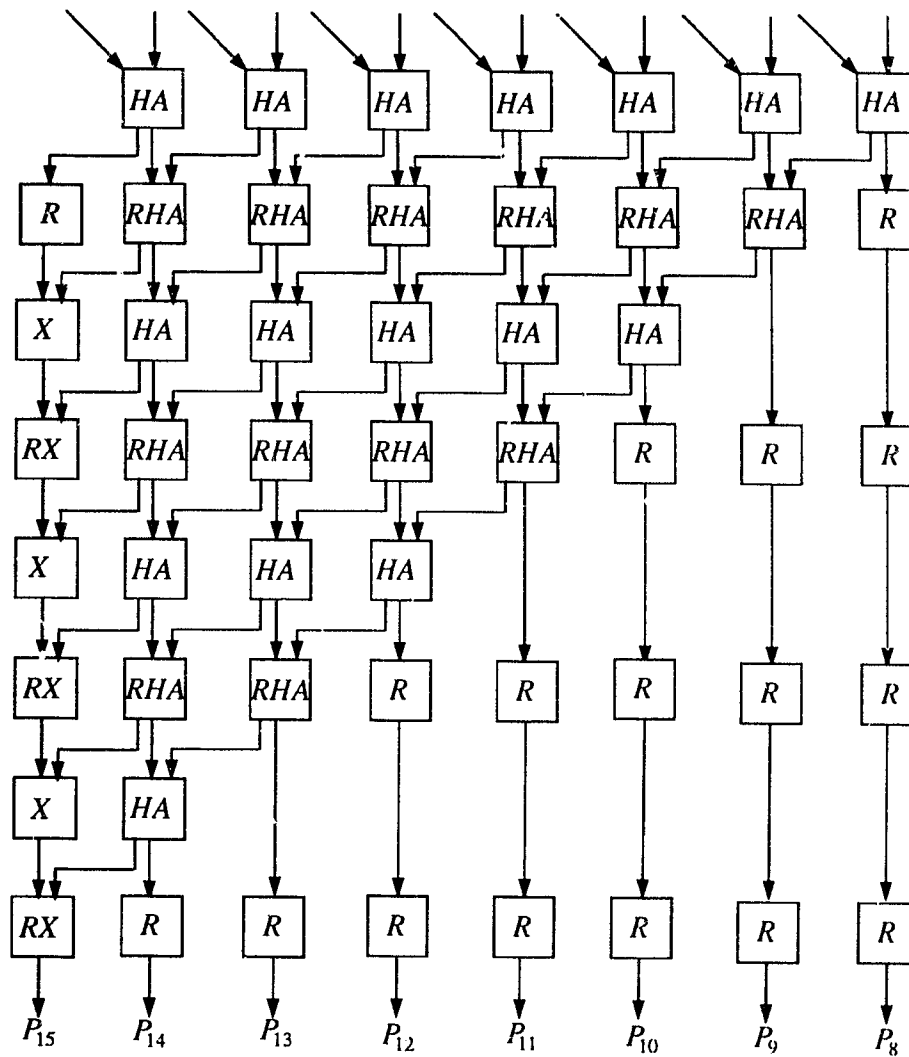 HA HA HA HA HA HA HA
R RHA RHA RHA RHA RHA RHA R
X HA HA HA HA HA
RX RHA RHA RHA RHA R R R
X HA HA HA
RX RHA RHA R R R R R
X HA
RX R R R R R R R
P15 P14 P13 P12 P11 P10 P9 P8